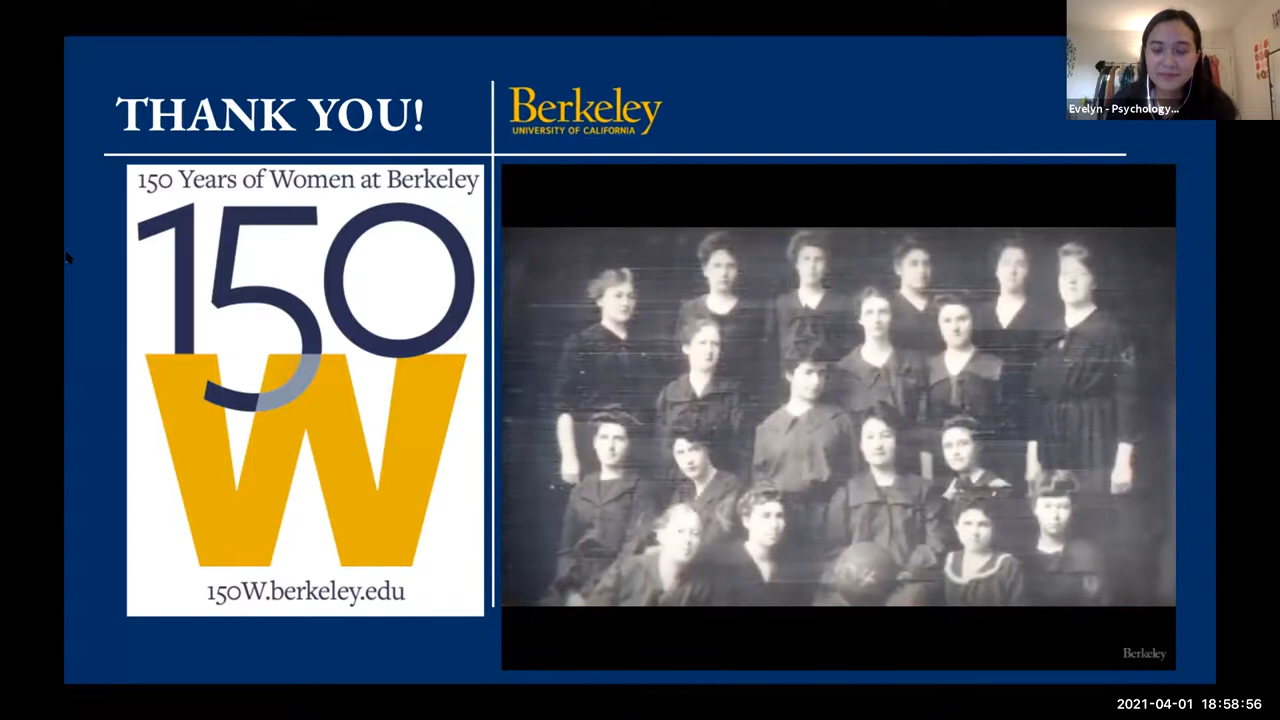 THANK YOU!
Berkeley
UNIVERSITY OF CALIFORNIA
150 Years of Women at Berkeley
150
W
150W.berkeley.edu
Berkeley
Evelyn - Psychology...
2021-04-01 18:58:56